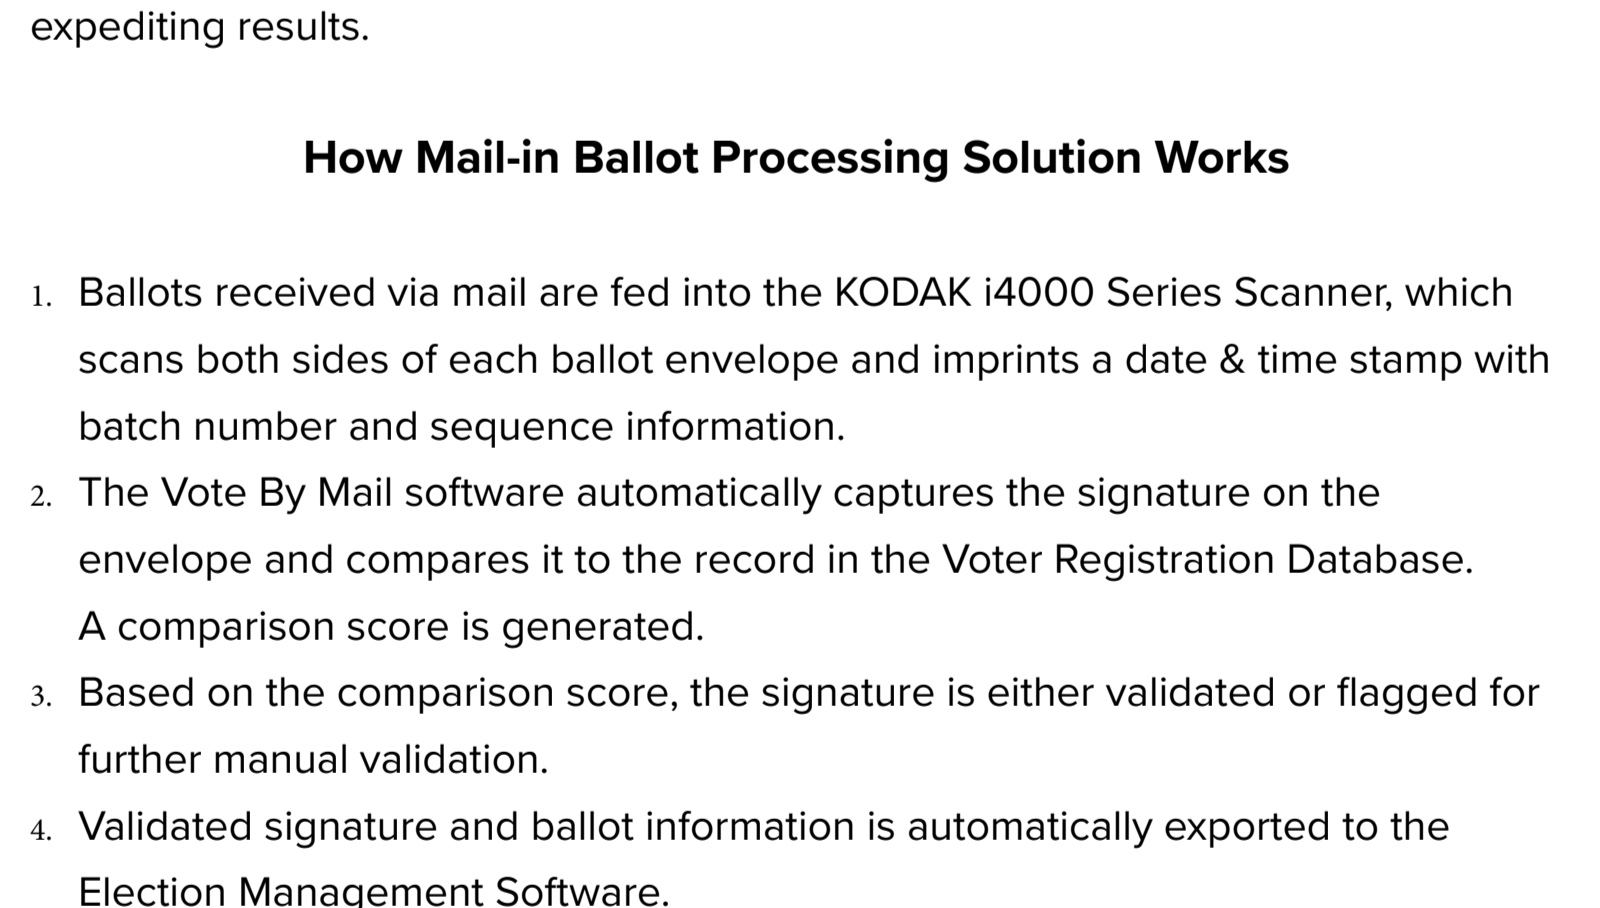 expediting results.
How Mail-in Ballot Processing Solution Works
1. Ballots received via mail are fed into the KODAK i4000 Series Scanner, which
scans both sides of each ballot envelope and imprints a date & time stamp with
batch number and sequence information.
2. The Vote By Mail software automatically captures the signature on the
envelope and compares it to the record in the Voter Registration Database.
A comparison score is generated.
3. Based on the comparison score, the signature is either validated or flagged for
further manual validation.
4. Validated signature and ballot information is automatically exported to the
Election Management Software.